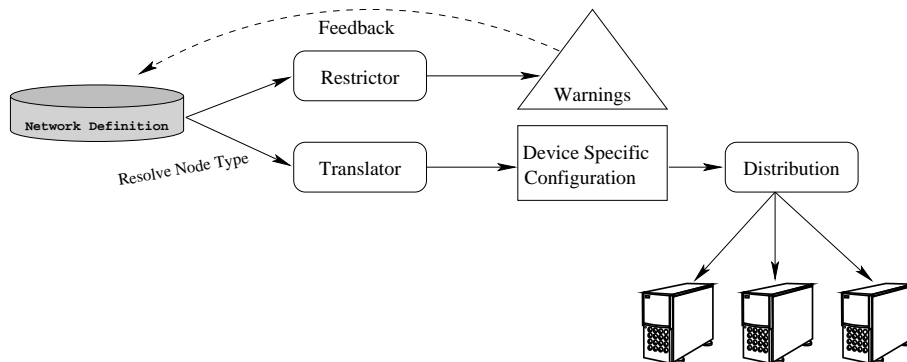 Feedback
Restrictor
Warnings
Network Definition
Resolve Node Type
Translator
Device Specific
Configuration
Distribution